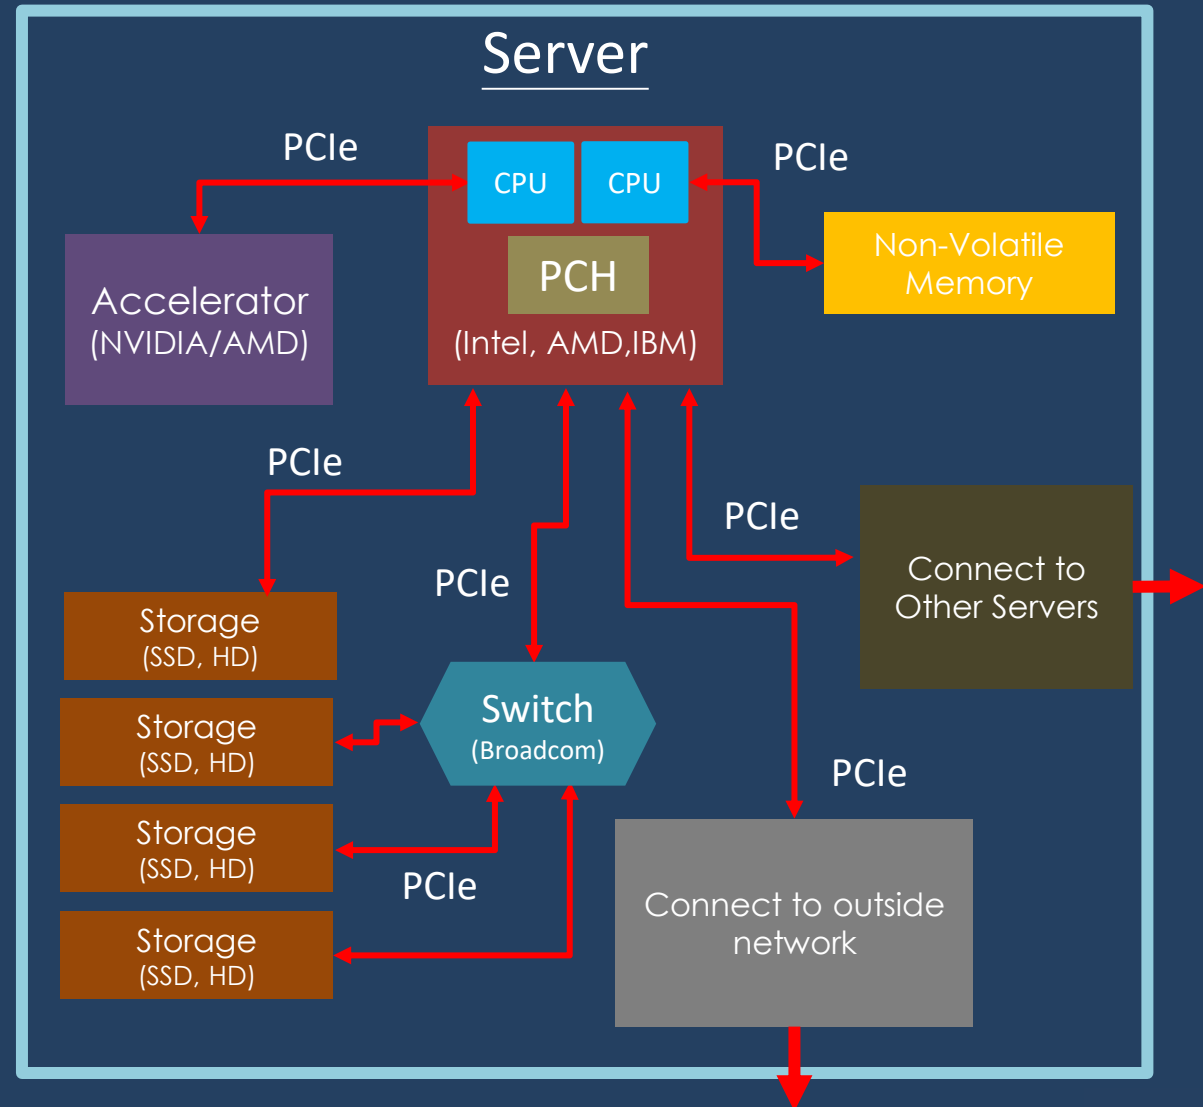 Server
PCIe
CPU
CPU
PCIe
PCH
(Intel, AMD,IBM)
Accelerator
(NVIDIA/AMD)
Non-Volatile
Memory
PCIe
PCIe
PCIe
Connect to
Other Servers
Storage
(SSD, HD)
Storage
(SSD, HD)
Switch
(Broadcom)
PCIe
Storage
(SSD, HD)
PCIe
Storage
(SSD, HD)
Connect to outside
network